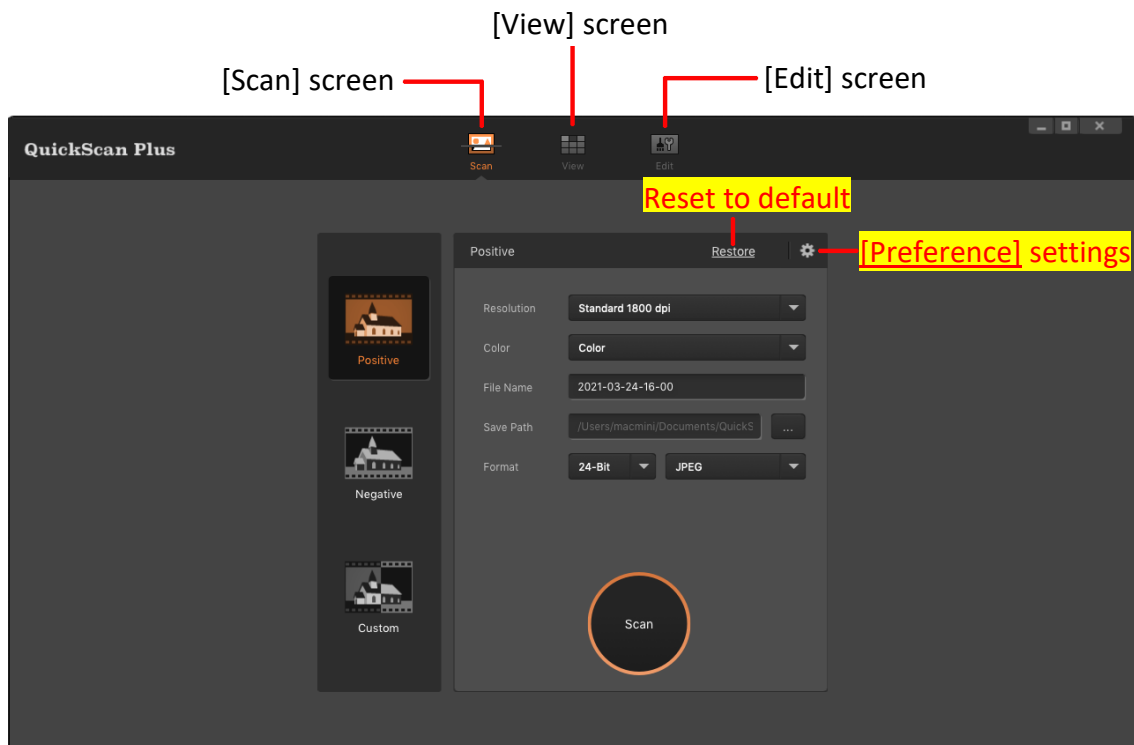 [View] screen
[Scan] screen
[Edit] screen
QuickScan Plus
Scan
View
Edit
Reset to default
Positive
Restore
[Preference] settings
Resolution
Standard 1800 dpi
Color
Color
File Name
2021-03-24-16-00
Save Path
/Users/macmini/Documents/QuickS
...
Format
24-Bit
JPEG
Positive
Negative
Custom
Scan